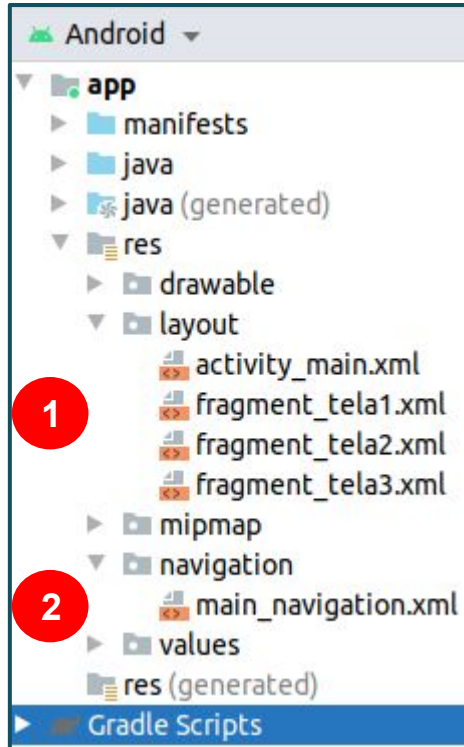 Android
app
manifests
java
java (generated)
res
drawable
layout
activity_main.xml
1
fragment_tela1.xml
fragment_tela2.xml
fragment_tela3.xml
mipmap
navigation
2
main_navigation.xml
values
res (generated)
Gradle Scripts